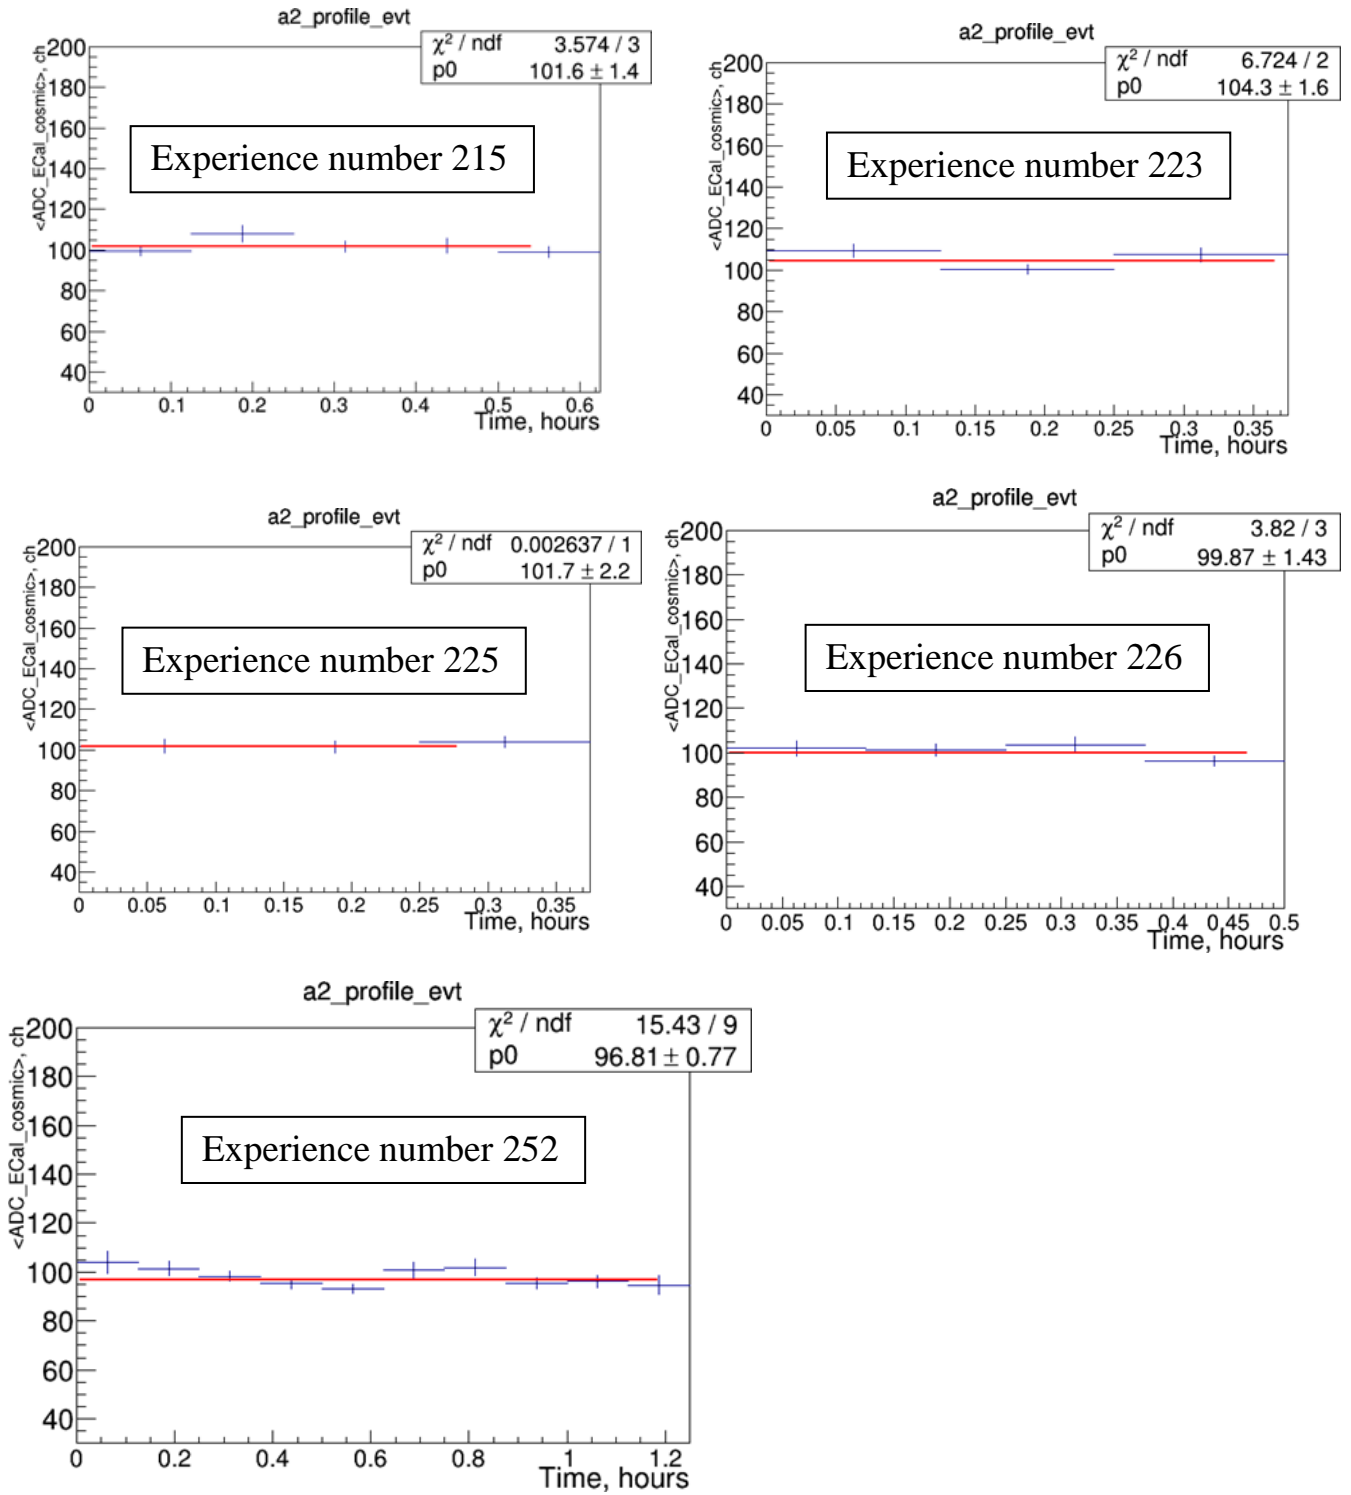 a2_profile_evt
χ² / ndf 3.574 / 3
p0 101.6 ± 1.4
<ADC_ECal_cosmic>, ch
200
180
160
140
120
100
80
60
40
Experience number 215
0 0.1 0.2 0.3 0.4 0.5 0.6
Time, hours
a2_profile_evt
χ² / ndf 6.724 / 2
p0 104.3 ± 1.6
<ADC_ECal_cosmic>, ch
200
180
160
140
120
100
80
60
40
Experience number 223
0 0.05 0.1 0.15 0.2 0.25 0.3 0.35
Time, hours
a2_profile_evt
χ² / ndf 0.002637 / 1
p0 101.7 ± 2.2
<ADC_ECal_cosmic>, ch
200
180
160
140
120
100
80
60
40
Experience number 225
0 0.05 0.1 0.15 0.2 0.25 0.3 0.35
Time, hours
a2_profile_evt
χ² / ndf 3.82 / 3
p0 99.87 ± 1.43
<ADC_ECal_cosmic>, ch
200
180
160
140
120
100
80
60
40
Experience number 226
0 0.05 0.1 0.15 0.2 0.25 0.3 0.35 0.4 0.45 0.5
Time, hours
a2_profile_evt
χ² / ndf 15.43 / 9
p0 96.81 ± 0.77
<ADC_ECal_cosmic>, ch
200
180
160
140
120
100
80
60
40
Experience number 252
0 0.2 0.4 0.6 0.8 1 1.2
Time, hours